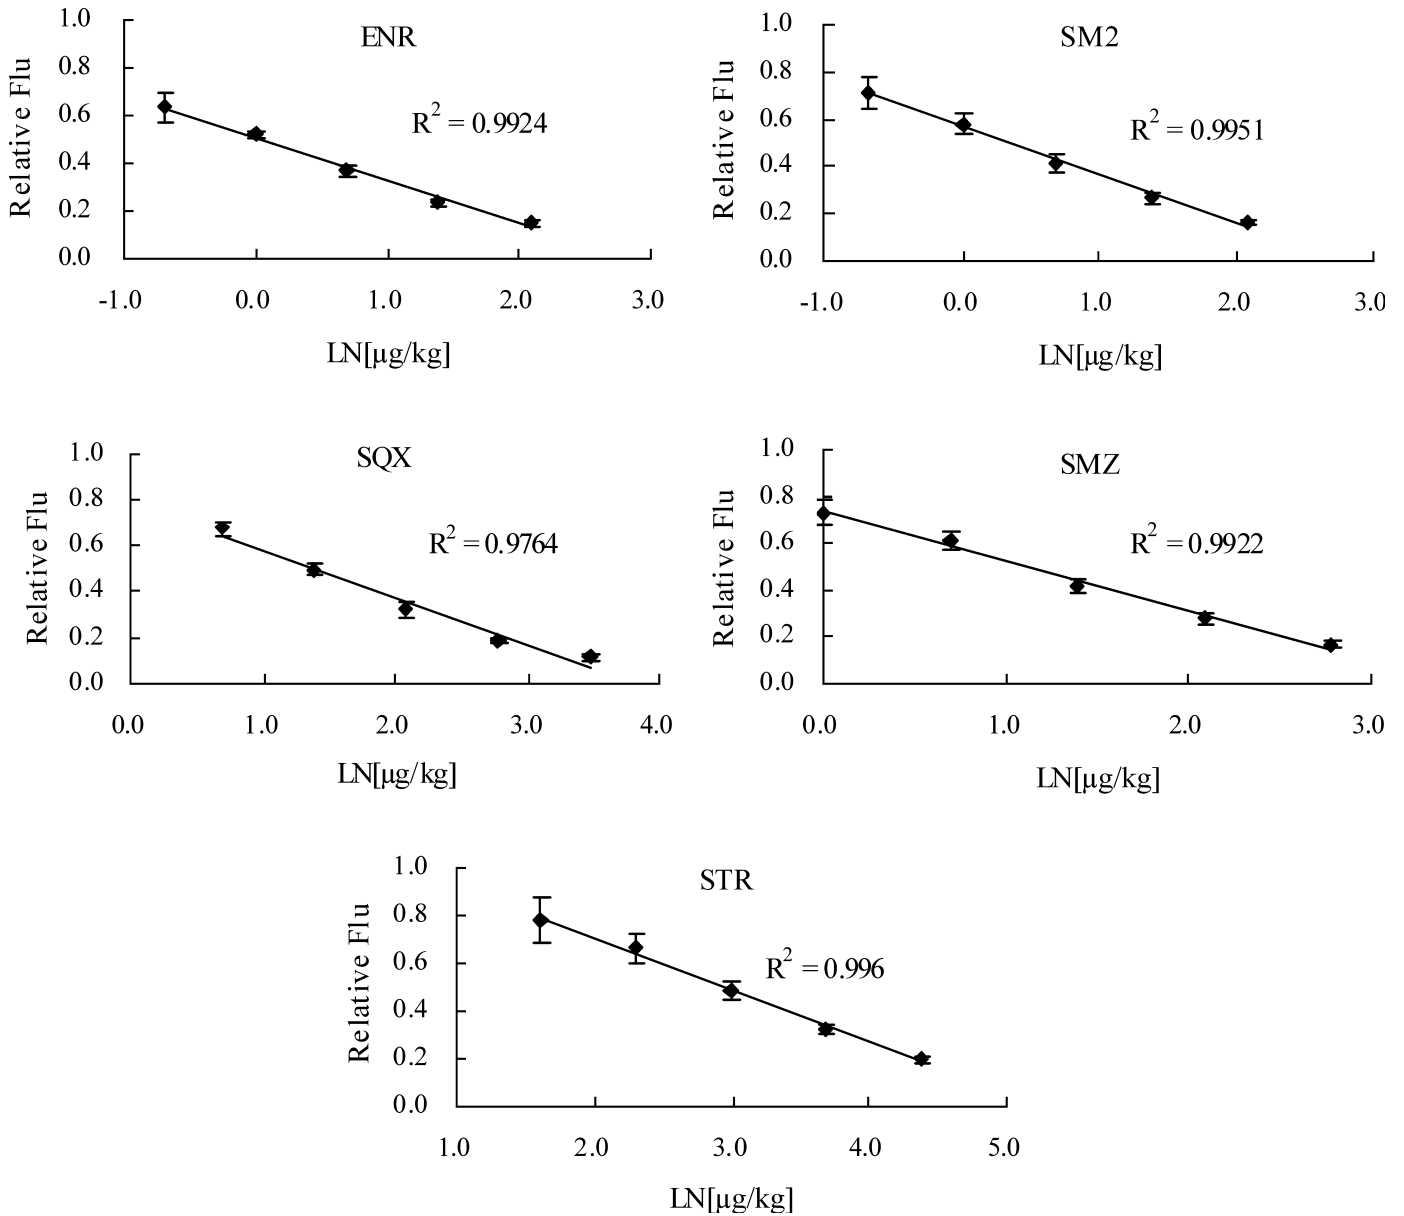 ENR
R² = 0.9924
Relative Flu
1.0
0.8
0.6
0.4
0.2
0.0
-1.0 0.0 1.0 2.0 3.0
LN[µg/kg]
SM2
R² = 0.9951
Relative Flu
1.0
0.8
0.6
0.4
0.2
0.0
-1.0 0.0 1.0 2.0 3.0
LN[µg/kg]
SQX
R² = 0.9764
Relative Flu
1.0
0.8
0.6
0.4
0.2
0.0
0.0 1.0 2.0 3.0 4.0
LN[µg/kg]
SMZ
R² = 0.9922
Relative Flu
1.0
0.8
0.6
0.4
0.2
0.0
0.0 1.0 2.0 3.0
LN[µg/kg]
STR
R² = 0.996
Relative Flu
1.0
0.8
0.6
0.4
0.2
0.0
1.0 2.0 3.0 4.0 5.0
LN[µg/kg]